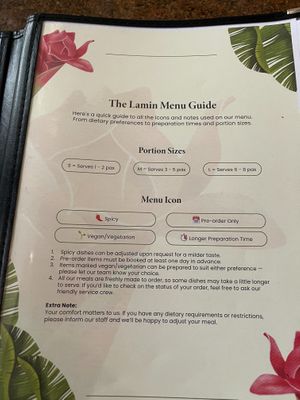 The Lamin Menu Guide
Here's a quick guide to all the icons and notes used on our menu.
From dietary preferences to preparation times and portion sizes.
Portion Sizes
S = Serves 1 - 2 pax
M = Serves 3 - 5 pax
L = Serves 6 - 8 pax
Menu Icon
Spicy
Pre-order Only
Vegan/Vegetarian
Longer Preparation Time
1. Spicy dishes can be adjusted upon request for a milder taste.
2. Pre-order items must be booked at least one day in advance.
3. Items marked vegan/vegetarian can be prepared to suit either preference —
please let our team know your choice.
4. All our meals are freshly made to order, so some dishes may take a little longer
to serve. If you'd like to check on the status of your order, feel free to ask our
friendly service crew.
Extra Note:
Your comfort matters to us. If you have any dietary requirements or restrictions,
please inform our staff and we'll be happy to adjust your meal.